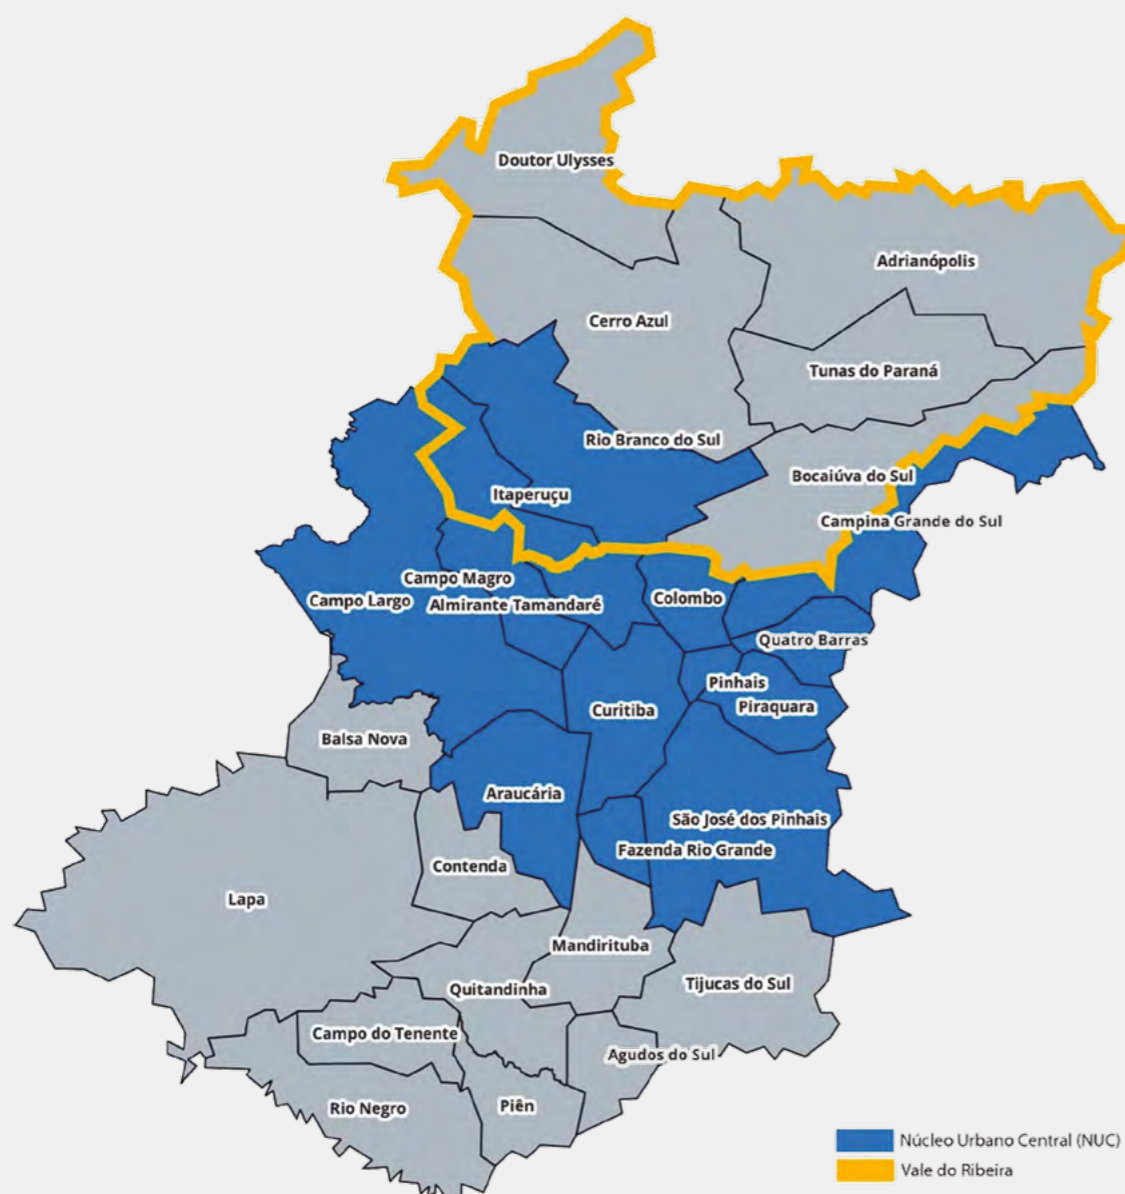 Doutor Ulysses
Adrianópolis
Cerro Azul
Tunas do Paraná
Rio Branco do Sul
Bocaiúva do Sul
Itaperuçu
Campina Grande do Sul
Campo Magro
Campo Largo
Almirante Tamandaré
Colombo
Quatro Barras
Pinhais
Piraquara
Curitiba
Balsa Nova
Araucária
São José dos Pinhais
Fazenda Rio Grande
Contenda
Lapa
Mandirituba
Tijucas do Sul
Quitandinha
Campo do Tenente
Agudos do Sul
Rio Negro
Piên
Núcleo Urbano Central (NUC)
Vale do Ribeira